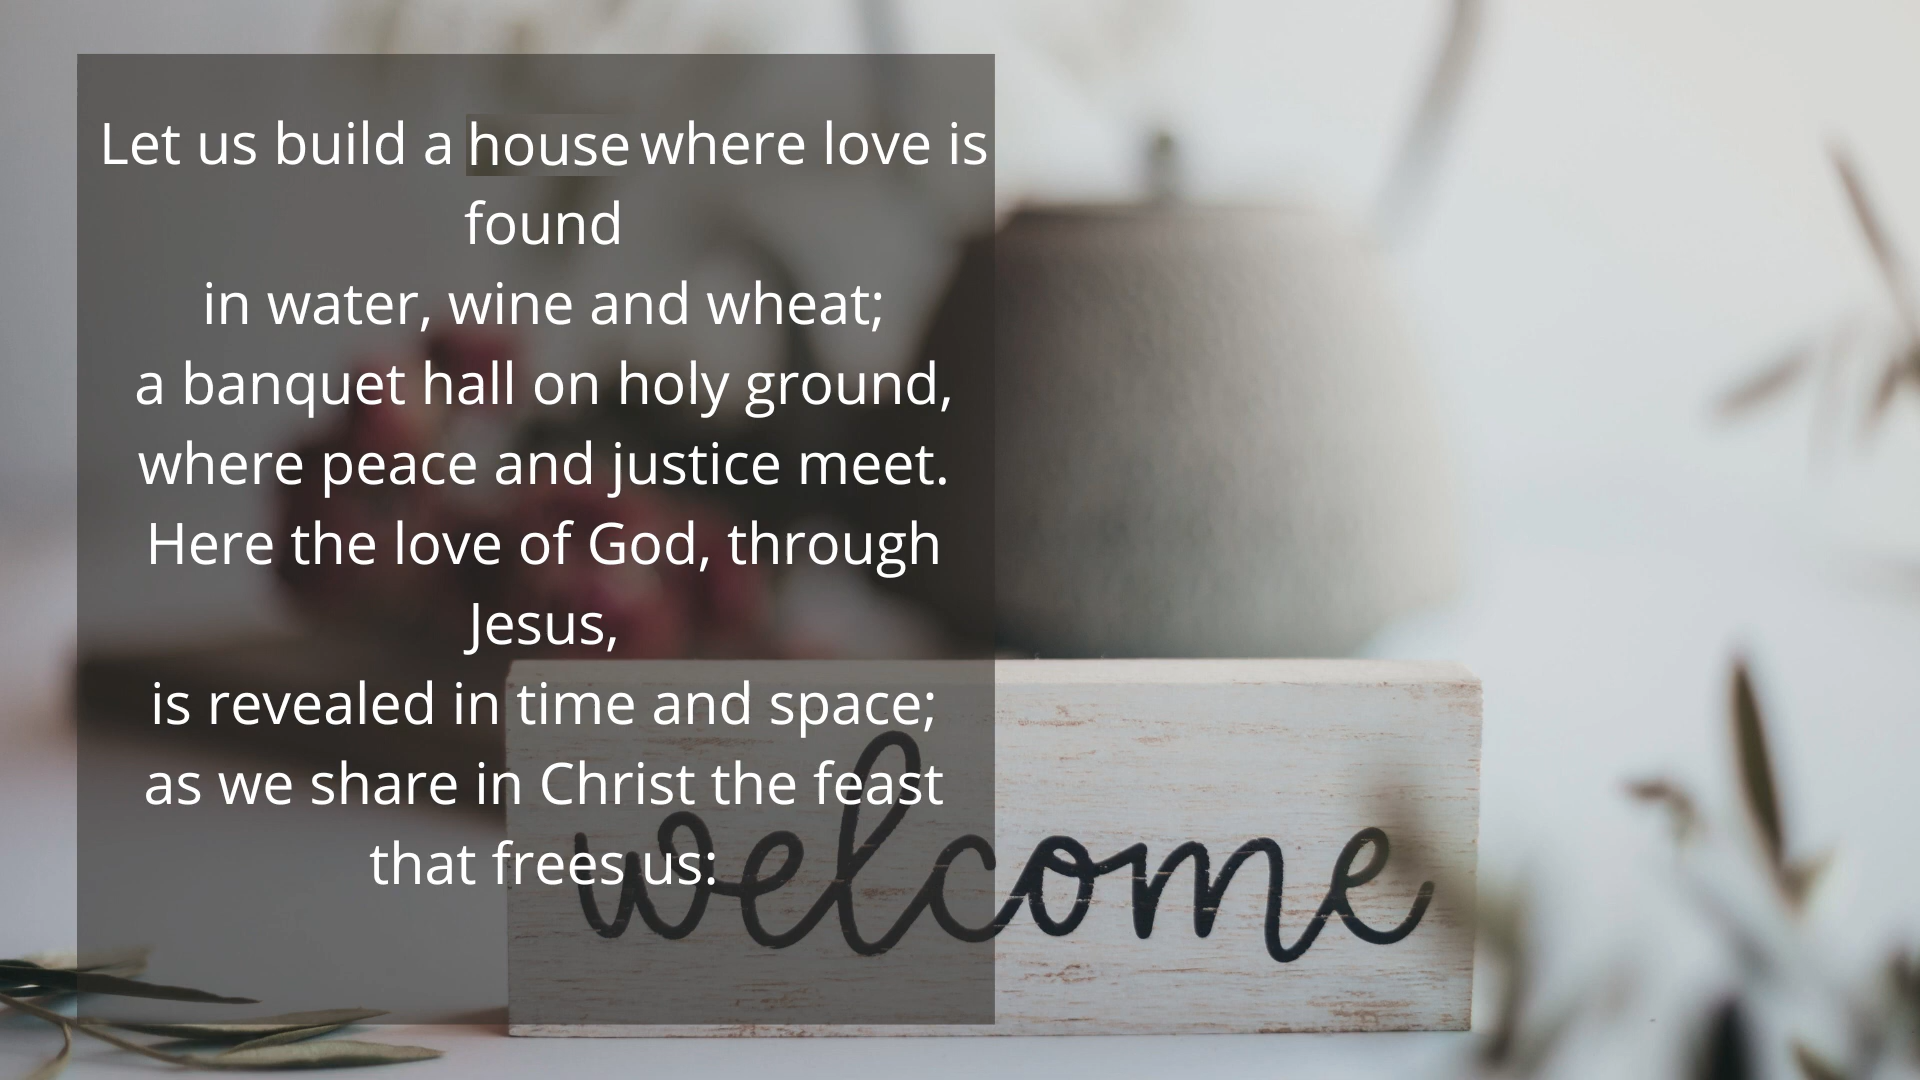 Let us build a house where love is
found
in water, wine and wheat;
a banquet hall on holy ground,
where peace and justice meet.
Here the love of God, through
Jesus,
is revealed in time and space;
as we share in Christ the feast
that frees us:
welcome